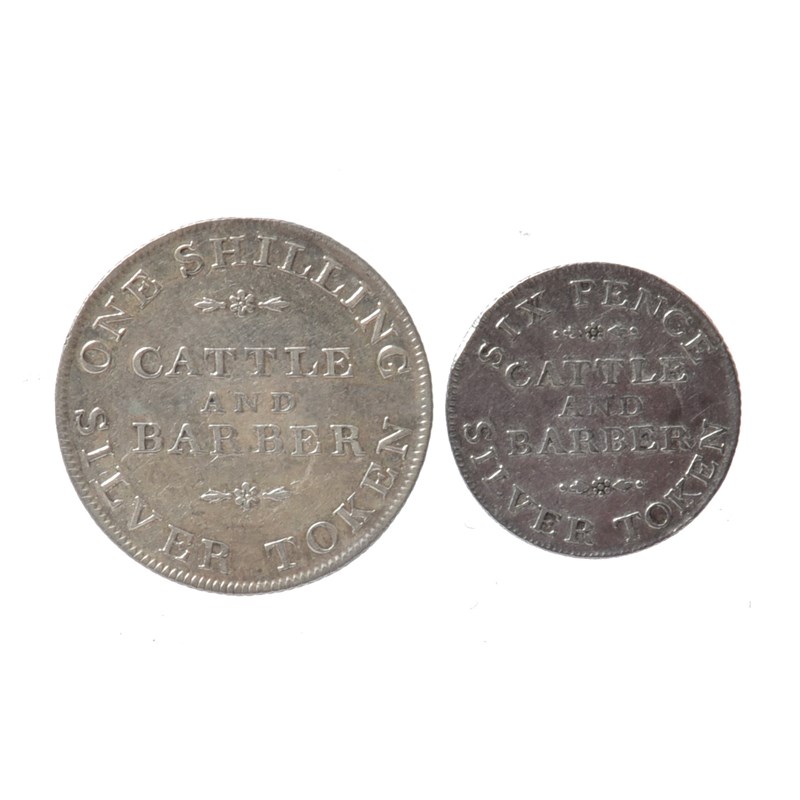 ONE SHILLING
CATTLE
AND
BARBER
SILVER TOKEN
SIX PENCE
CATTLE
AND
BARBER
SILVER TOKEN